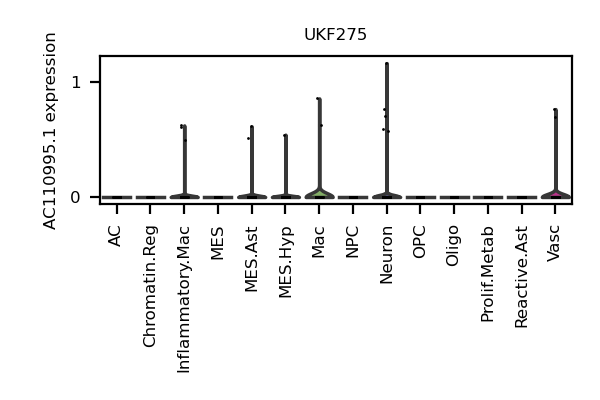 UKF275
AC110995.1 expression
1
0
AC
Chromatin.Reg
Inflammatory.Mac
MES
MES.Ast
MES.Hyp
Mac
NPC
Neuron
OPC
Oligo
Prolif.Metab
Reactive.Ast
Vasc